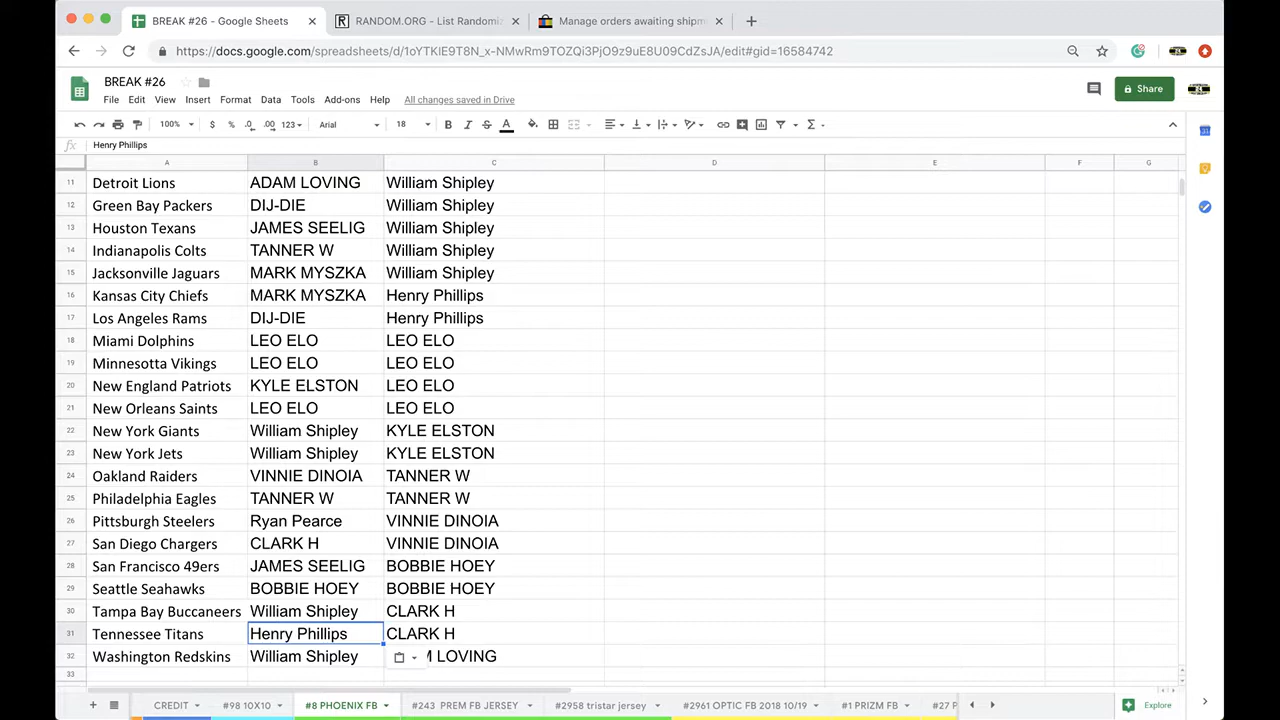 BREAK #26 - Google Sheets
RANDOM.ORG - List Randomiz
Manage orders awaiting shipm
https://docs.google.com/spreadsheets/d/1oYTKlE9T8N_x-NMwRm9TOZQi3PjO9z9uE8U09CdZsJA/edit#gid=16584742
BREAK #26
File Edit View Insert Format Data Tools Add-ons Help All changes saved in Drive
Share
100% $ % .0 .00 123 Arial 18 B I S A
fx Henry Phillips
A B C D E F G
11 Detroit Lions ADAM LOVING William Shipley
12 Green Bay Packers DIJ-DIE William Shipley
13 Houston Texans JAMES SEELIG William Shipley
14 Indianapolis Colts TANNER W William Shipley
15 Jacksonville Jaguars MARK MYSZKA William Shipley
16 Kansas City Chiefs MARK MYSZKA Henry Phillips
17 Los Angeles Rams DIJ-DIE Henry Phillips
18 Miami Dolphins LEO ELO LEO ELO
19 Minnesotta Vikings LEO ELO LEO ELO
20 New England Patriots KYLE ELSTON LEO ELO
21 New Orleans Saints LEO ELO LEO ELO
22 New York Giants William Shipley KYLE ELSTON
23 New York Jets William Shipley KYLE ELSTON
24 Oakland Raiders VINNIE DINOIA TANNER W
25 Philadelphia Eagles TANNER W TANNER W
26 Pittsburgh Steelers Ryan Pearce VINNIE DINOIA
27 San Diego Chargers CLARK H VINNIE DINOIA
28 San Francisco 49ers JAMES SEELIG BOBBIE HOEY
29 Seattle Seahawks BOBBIE HOEY BOBBIE HOEY
30 Tampa Bay Buccaneers William Shipley CLARK H
31 Tennessee Titans Henry Phillips CLARK H
32 Washington Redskins William Shipley M LOVING
33
CREDIT #98 10X10 #8 PHOENIX FB #243 PREM FB JERSEY #2958 tristar jersey #2961 OPTIC FB 2018 10/19 #1 PRIZM FB #27 P
Explore